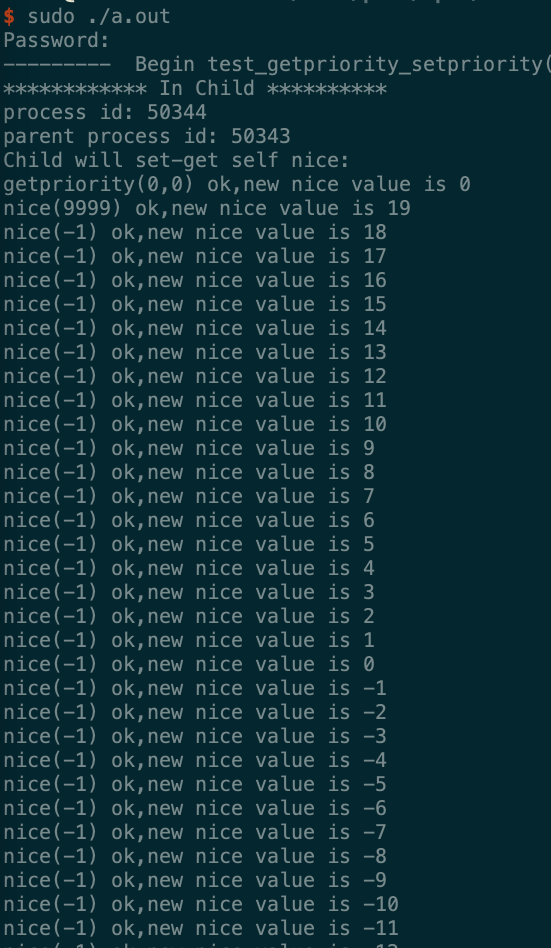 $ sudo ./a.out
Password:
---------  Begin test_getpriority_setpriority(
************ In Child **********
process id: 50344
parent process id: 50343
Child will set-get self nice:
getpriority(0,0) ok,new nice value is 0
nice(9999) ok,new nice value is 19
nice(-1) ok,new nice value is 18
nice(-1) ok,new nice value is 17
nice(-1) ok,new nice value is 16
nice(-1) ok,new nice value is 15
nice(-1) ok,new nice value is 14
nice(-1) ok,new nice value is 13
nice(-1) ok,new nice value is 12
nice(-1) ok,new nice value is 11
nice(-1) ok,new nice value is 10
nice(-1) ok,new nice value is 9
nice(-1) ok,new nice value is 8
nice(-1) ok,new nice value is 7
nice(-1) ok,new nice value is 6
nice(-1) ok,new nice value is 5
nice(-1) ok,new nice value is 4
nice(-1) ok,new nice value is 3
nice(-1) ok,new nice value is 2
nice(-1) ok,new nice value is 1
nice(-1) ok,new nice value is 0
nice(-1) ok,new nice value is -1
nice(-1) ok,new nice value is -2
nice(-1) ok,new nice value is -3
nice(-1) ok,new nice value is -4
nice(-1) ok,new nice value is -5
nice(-1) ok,new nice value is -6
nice(-1) ok,new nice value is -7
nice(-1) ok,new nice value is -8
nice(-1) ok,new nice value is -9
nice(-1) ok,new nice value is -10
nice(-1) ok,new nice value is -11